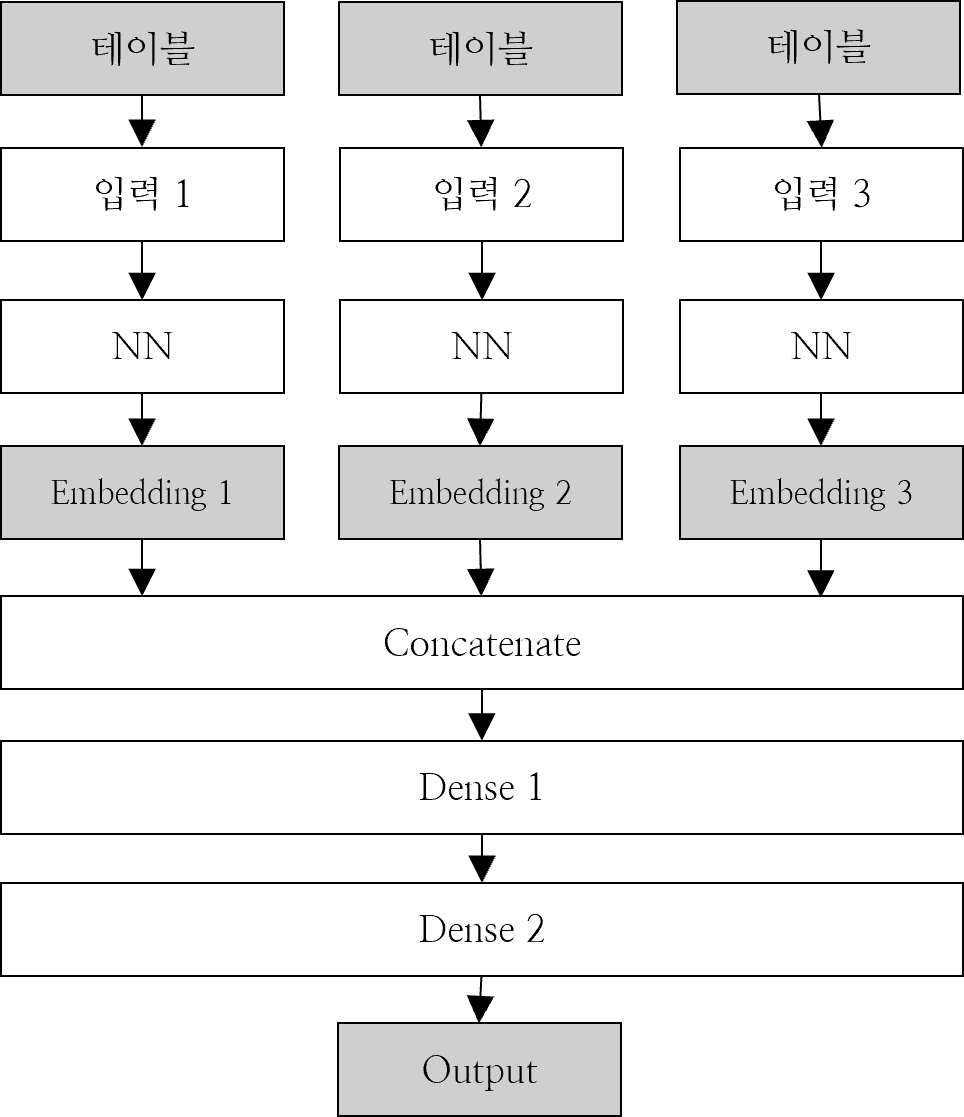 테이블
테이블
테이블
입력 1
입력 2
입력 3
NN
NN
NN
Embedding 1
Embedding 2
Embedding 3
Concatenate
Dense 1
Dense 2
Output